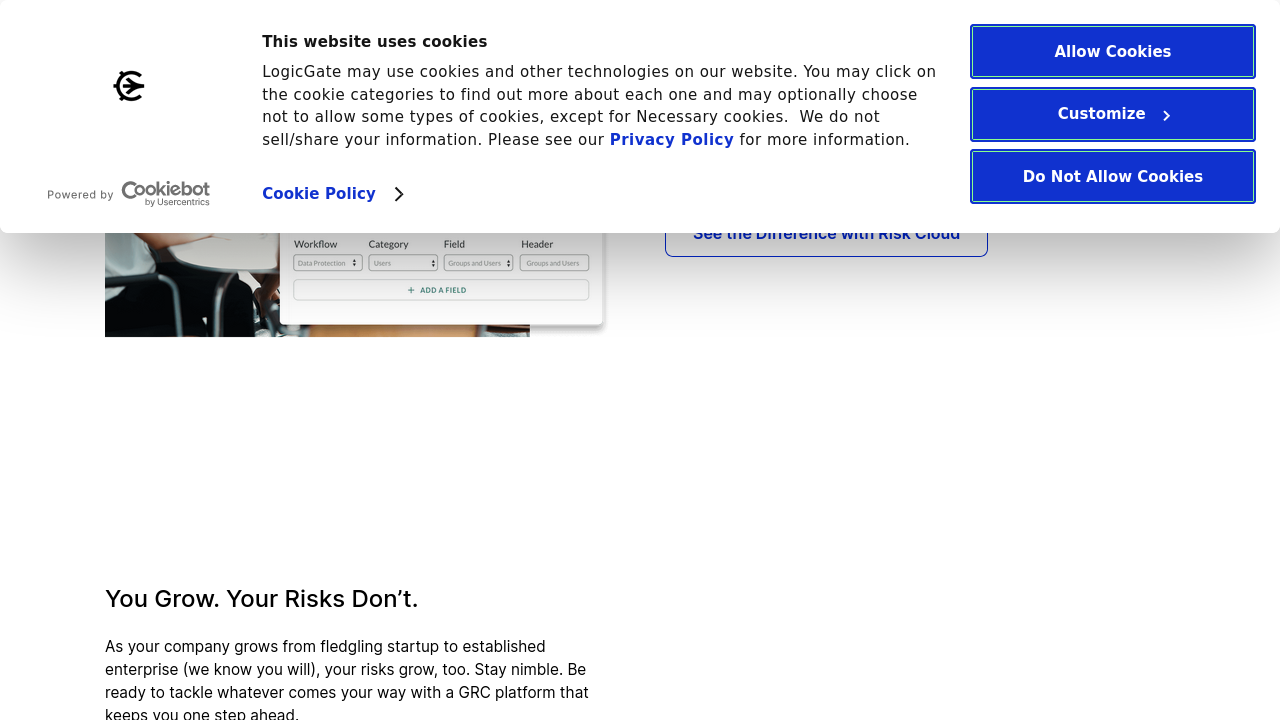 This website uses cookies
LogicGate may use cookies and other technologies on our website. You may click on
the cookie categories to find out more about each one and may optionally choose
not to allow some types of cookies, except for Necessary cookies.  We do not
sell/share your information. Please see our Privacy Policy for more information.
Cookie Policy
Powered by Cookiebot
by Usercentrics
Allow Cookies
Customize
Do Not Allow Cookies
See the Difference with Risk Cloud
Workflow Category Field Header
Data Protection Users Groups and Users Groups and Users
+ ADD A FIELD
You Grow. Your Risks Don’t.
As your company grows from fledgling startup to established
enterprise (we know you will), your risks grow, too. Stay nimble. Be
ready to tackle whatever comes your way with a GRC platform that
keeps you one step ahead.